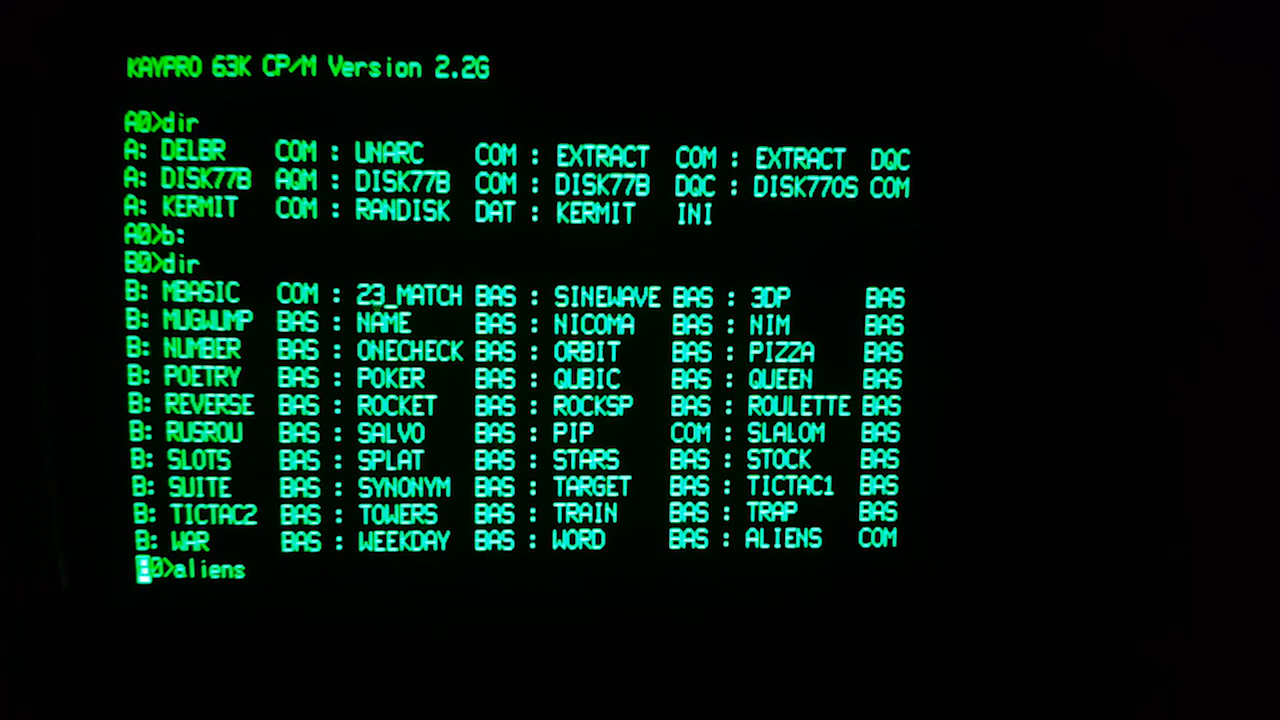 KAYPRO 63K CP/M Version 2.2G
A0>dir
A: DELBR COM : UNARC COM : EXTRACT COM : EXTRACT DQC
A: DISK77B AQM : DISK77B COM : DISK77B DQC : DISK77OS COM
A: KERMIT COM : RANDISK DAT : KERMIT INI
A0>b:
B0>dir
B: MBASIC COM : 23_MATCH BAS : SINEWAVE BAS : 3DP BAS
B: MUGWUMP BAS : NAME BAS : NICOMA BAS : NIM BAS
B: NUMBER BAS : ONECHECK BAS : ORBIT BAS : PIZZA BAS
B: POETRY BAS : POKER BAS : QUBIC BAS : QUEEN BAS
B: REVERSE BAS : ROCKET BAS : ROCKSP BAS : ROULETTE BAS
B: RUSROU BAS : SALVO BAS : PIP COM : SLALOM BAS
B: SLOTS BAS : SPLAT BAS : STARS BAS : STOCK BAS
B: SUITE BAS : SYNONYM BAS : TARGET BAS : TICTAC1 BAS
B: TICTAC2 BAS : TOWERS BAS : TRAIN BAS : TRAP BAS
B: WAR BAS : WEEKDAY BAS : WORD BAS : ALIENS COM
B0>aliens